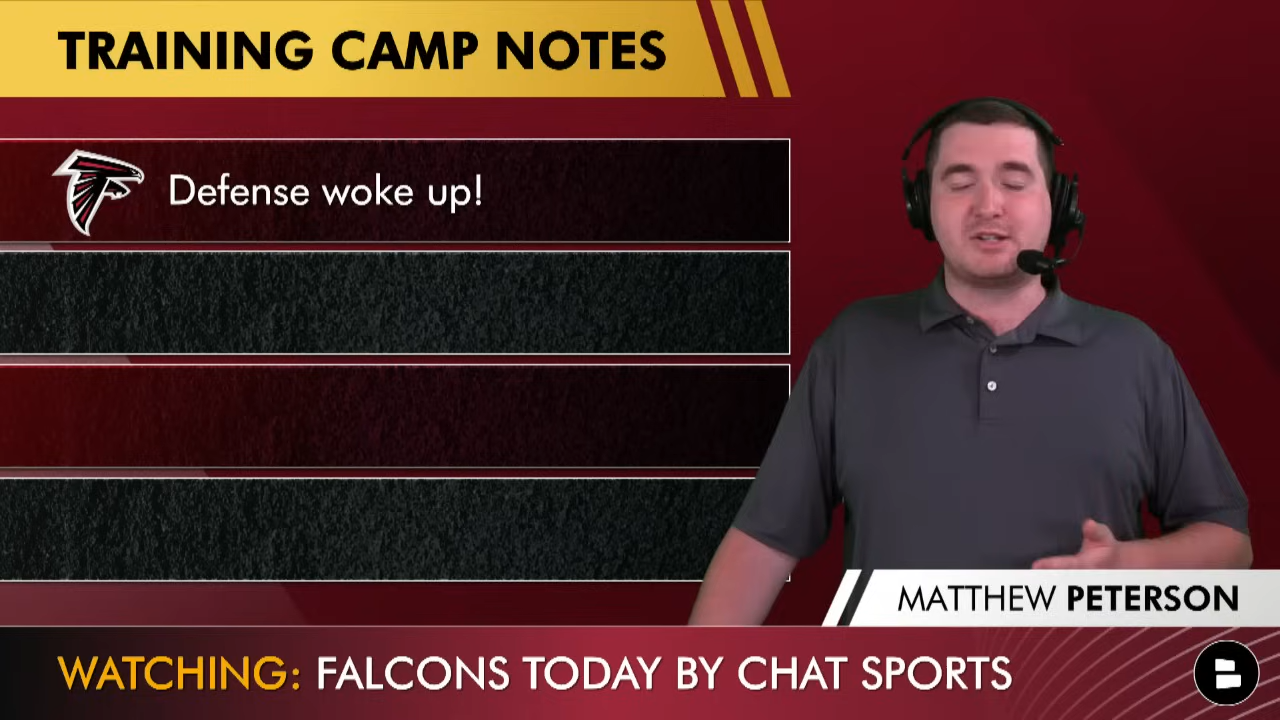 TRAINING CAMP NOTES
Defense woke up!
MATTHEW PETERSON
WATCHING: FALCONS TODAY BY CHAT SPORTS